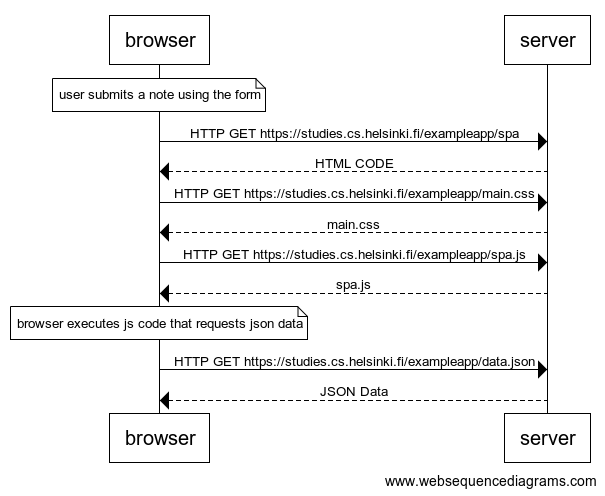 browser server
user submits a note using the form
HTTP GET https://studies.cs.helsinki.fi/exampleapp/spa
HTML CODE
HTTP GET https://studies.cs.helsinki.fi/exampleapp/main.css
main.css
HTTP GET https://studies.cs.helsinki.fi/exampleapp/spa.js
spa.js
browser executes js code that requests json data
HTTP GET https://studies.cs.helsinki.fi/exampleapp/data.json
JSON Data
browser server
www.websequencediagrams.com